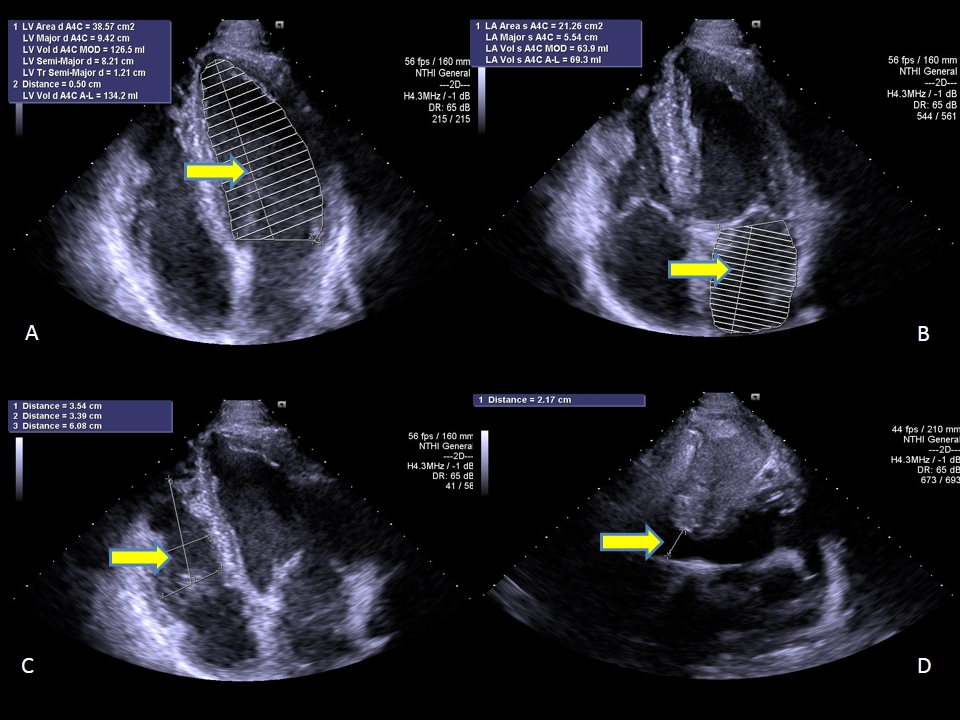 1 LV Area d A4C = 38.57 cm2
LV Major d A4C = 9.42 cm
LV Vol d A4C MOD = 126.5 ml
LV Semi-Major d = 8.21 cm
LV Tr Semi-Major d = 1.21 cm
2 Distance = 0.50 cm
LV Vol d A4C A-L = 134.2 ml
56 fps / 160 mm
NTHI General
---2D---
H4.3MHz / -1 dB
DR: 65 dB
215 / 215
A
1 LA Area s A4C = 21.26 cm2
LA Major s A4C = 5.54 cm
LA Vol s A4C MOD = 63.9 ml
LA Vol s A4C A-L = 69.3 ml
56 fps / 160 mm
NTHI General
---2D---
H4.3MHz / -1 dB
DR: 65 dB
544 / 561
B
1 Distance = 3.54 cm
2 Distance = 3.39 cm
3 Distance = 6.08 cm
56 fps / 160 mm
NTHI General
---2D---
H4.3MHz / -1 dB
DR: 65 dB
41 / 56
C
1 Distance = 2.17 cm
44 fps / 210 mm
NTHI General
---2D---
H4.3MHz / -1 dB
DR: 65 dB
673 / 693
D